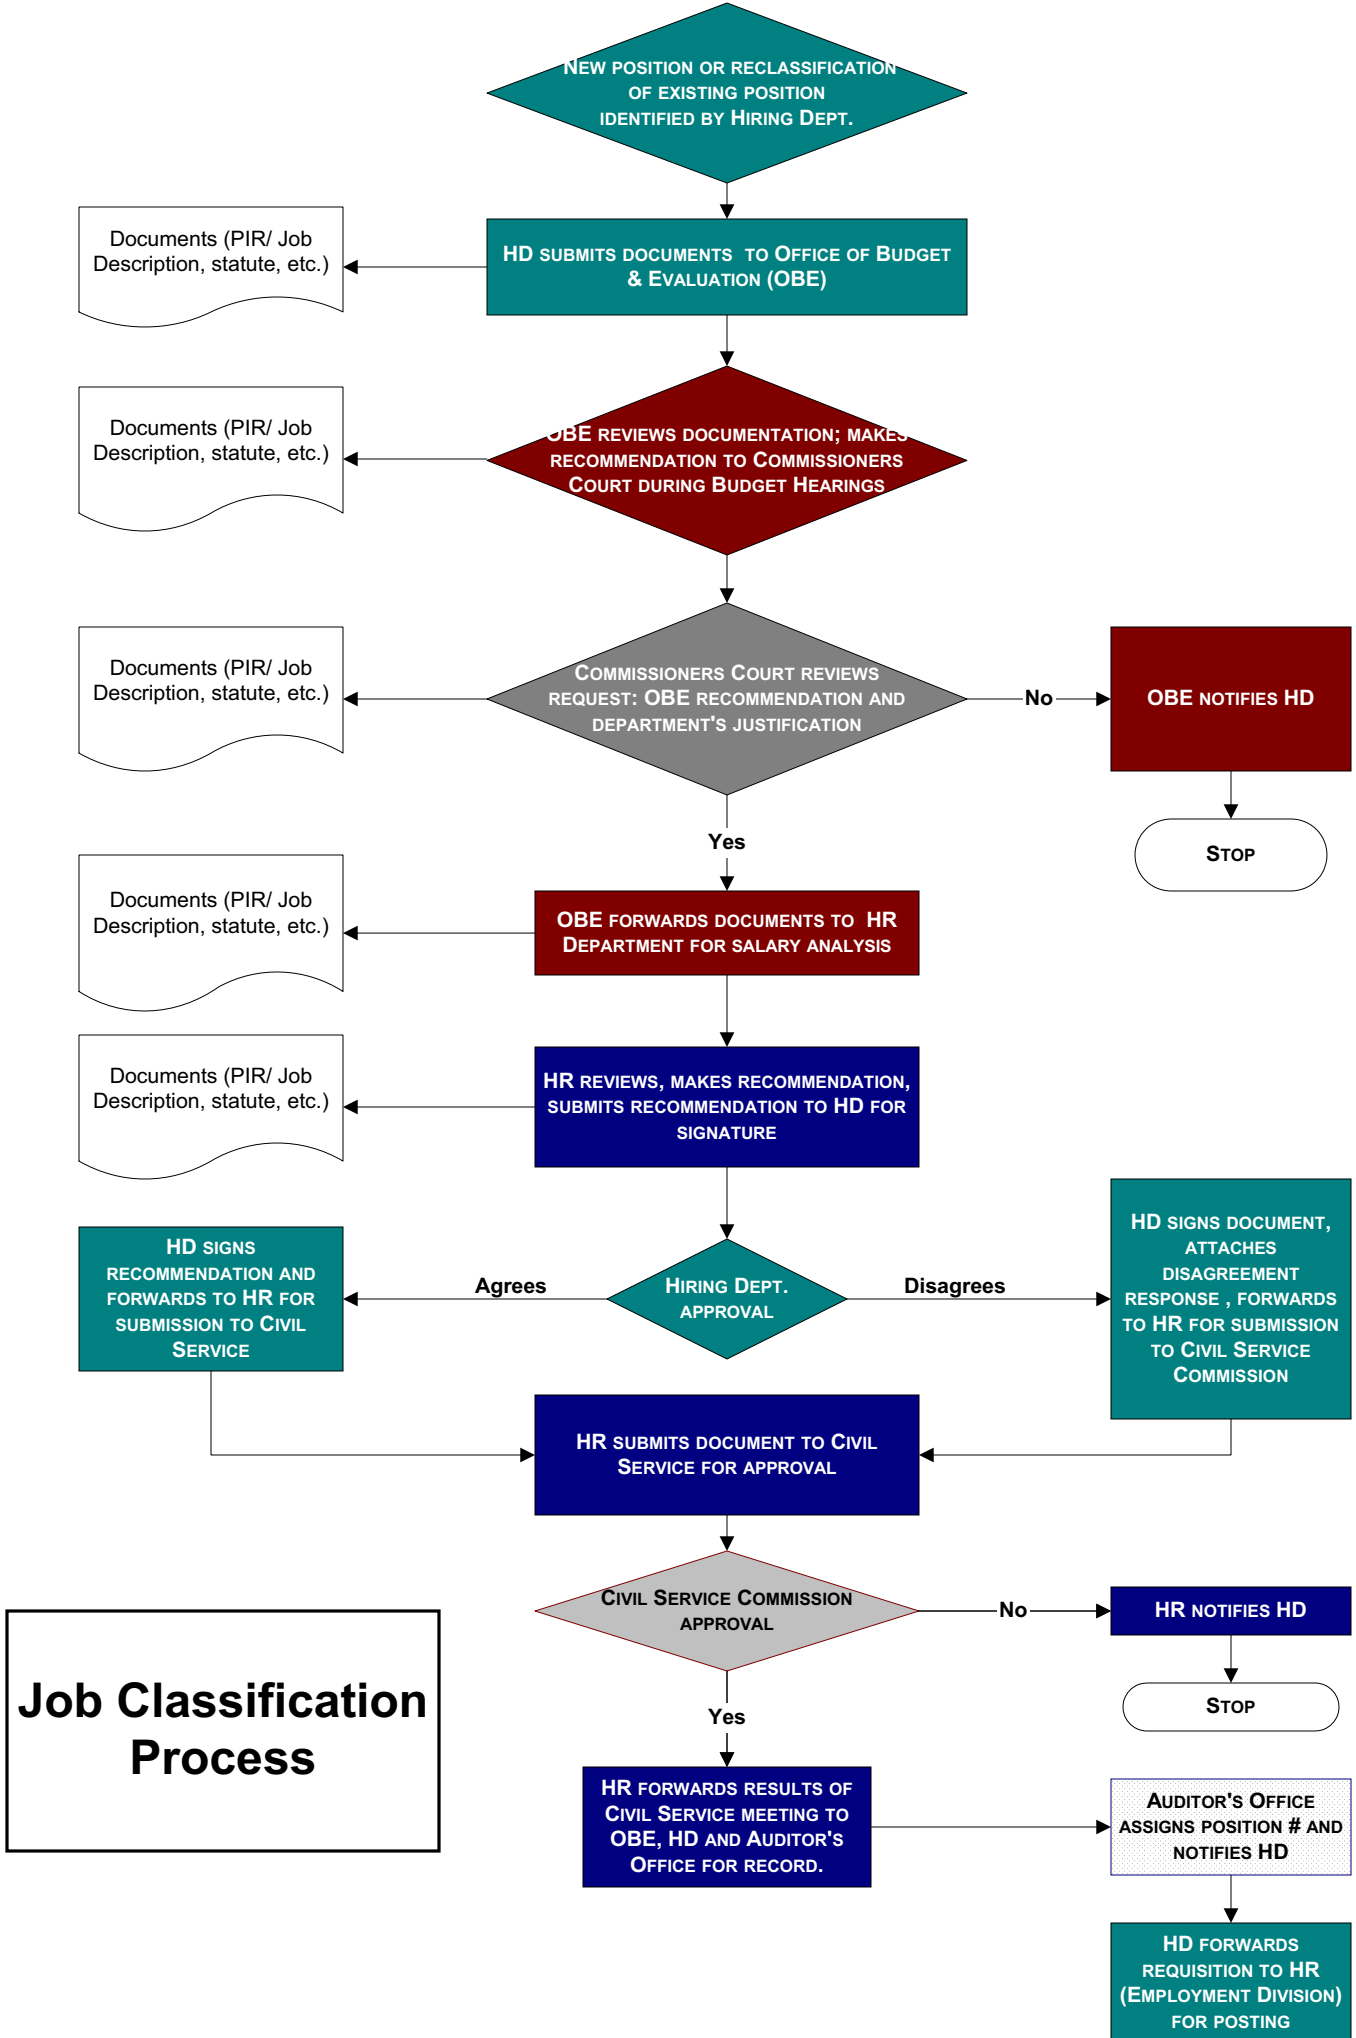 New position or reclassification
of existing position
identified by Hiring Dept.
Documents (PIR/ Job
Description, statute, etc.)
HD submits documents to Office of Budget
& Evaluation (OBE)
Documents (PIR/ Job
Description, statute, etc.)
OBE reviews documentation; makes
recommendation to Commissioners
Court during Budget Hearings
Documents (PIR/ Job
Description, statute, etc.)
Commissioners Court reviews
request: OBE recommendation and
department's justification
No
OBE notifies HD
Stop
Yes
Documents (PIR/ Job
Description, statute, etc.)
OBE forwards documents to HR
Department for salary analysis
Documents (PIR/ Job
Description, statute, etc.)
HR reviews, makes recommendation,
submits recommendation to HD for
signature
HD signs
recommendation and
forwards to HR for
submission to Civil
Service
Agrees
Hiring Dept.
approval
Disagrees
HD signs document,
attaches
disagreement
response , forwards
to HR for submission
to Civil Service
Commission
HR submits document to Civil
Service for approval
Civil Service Commission
approval
No
HR notifies HD
Stop
Yes
Job Classification
Process
HR forwards results of
Civil Service meeting to
OBE, HD and Auditor's
Office for record.
Auditor's Office
assigns position # and
notifies HD
HD forwards
requisition to HR
(Employment Division)
for posting